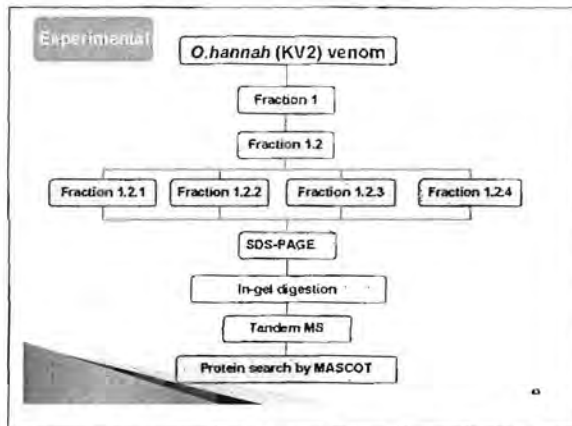 Experimental
O.hannah (KV2) venom
Fraction 1
Fraction 1.2
Fraction 1.2.1
Fraction 1.2.2
Fraction 1.2.3
Fraction 1.2.4
SDS-PAGE
In-gel digestion
Tandem MS
Protein search by MASCOT